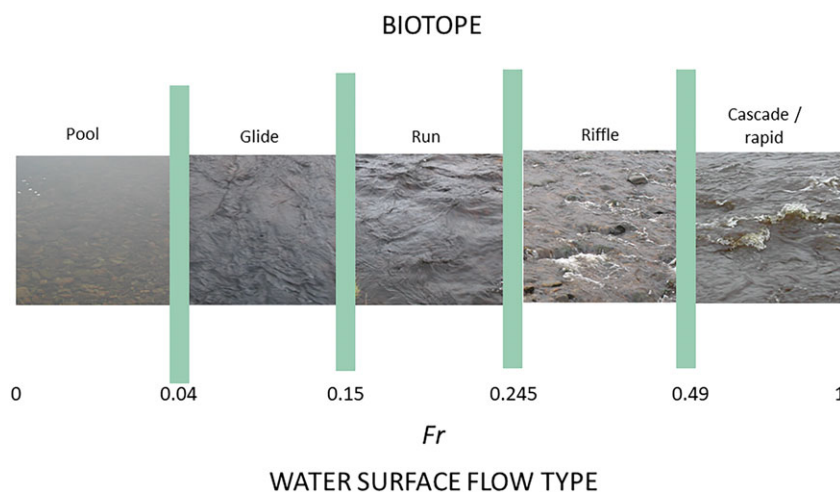 BIOTOPE
Pool
Glide
Run
Riffle
Cascade /
rapid
0
0.04
0.15
0.245
0.49
1
Fr
WATER SURFACE FLOW TYPE